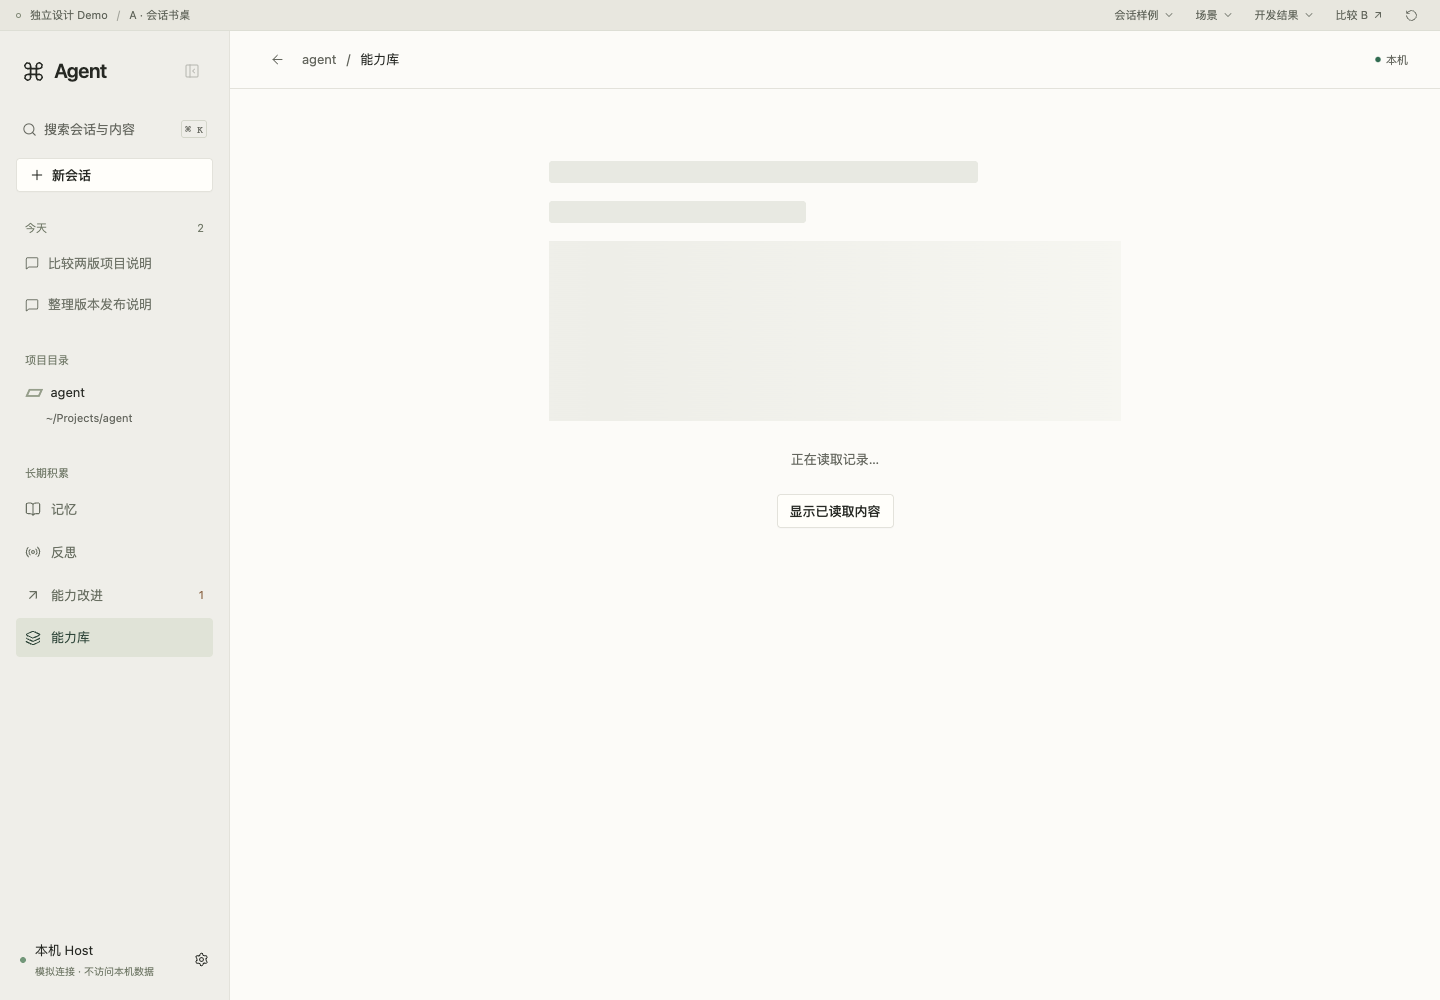 独立设计 Demo / A · 会话书桌
会话样例
场景
开发结果
比较 B
Agent
agent / 能力库
本机
搜索会话与内容
⌘ K
新会话
今天
2
比较两版项目说明
整理版本发布说明
项目目录
agent
~/Projects/agent
长期积累
记忆
反思
能力改进
1
能力库
正在读取记录...
显示已读取内容
本机 Host
模拟连接 · 不访问本机数据